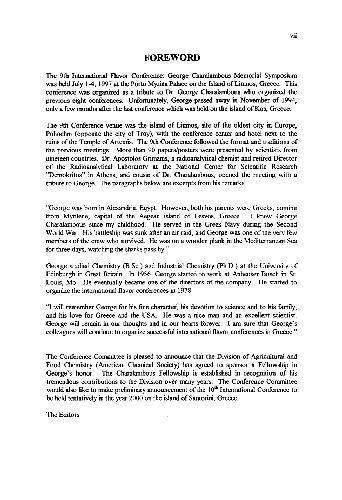 vii
FOREWORD
The 9th International Flavor Conference: George Charalambous Memorial Symposium
was held July 1-4, 1997 at the Porto Myrina Palace on the Island of Limnos, Greece. This
conference was organized as a tribute to Dr. George Charalambous who organized the
previous eight conferences. Unfortunately, George passed away in November of 1994,
only a few months after the last conference which was held on the island of Kos, Greece.
The 9th Conference venue was the island of Limnos, site of the oldest city in Europe,
Poliochni (opposite the city of Troy), with the conference center and hotel next to the
ruins of the Temple of Artemis. The 9th Conference followed the format and traditions of
the previous meetings. More than 90 papers/posters were presented by scientists from
nineteen countries. Dr. Apostolos Grimanis, a radioanalytical chemist and retired Director
of the Radioanalytical Laboratory at the National Center for Scientific Research
"Demokritos" in Athens, and cousin of Dr. Charalambous, opened the meeting with a
tribute to George. The paragraphs below are excerpts from his remarks.
"George was born in Alexandria, Egypt. However, both his parents were Greeks, coming
from Mytilene, capital of the Aegean island of Lesvos, Greece. I knew George
Charalambous since my childhood. He served in the Greek Navy during the Second
World War. His battleship was sunk after an air raid, and George was one of the very few
members of the crew who survived. He was on a wooden plank in the Mediterranean Sea
for three days, watching the sharks pass by."
George studied Chemistry (B.Sc.) and Industrial Chemistry (Ph.D.) at the University of
Edinburgh in Great Britain. In 1966 George started to work at Anheuser Busch in St.
Louis, Mo. He eventually became one of the directors of the company. He started to
organize the international flavor conferences in 1978.
"I will remember George for his fine character, his devotion to science and to his family,
and his love for Greece and the USA. He was a nice man and an excellent scientist.
George will remain in our thoughts and in our hearts forever. I am sure that George's
colleagues will continue to organize successful international flavor conferences in Greece."
The Conference Committee is pleased to announce that the Division of Agricultural and
Food Chemistry (American Chemical Society) has agreed to sponsor a Fellowship in
George's honor. The Charalambous Fellowship is established in recognition of his
tremendous contributions to the Division over many years. The Conference Committee
would also like to make preliminary announcement of the 10th International Conference to
be held tentatively in the year 2000 on the island of Santorini, Greece.
The Editors